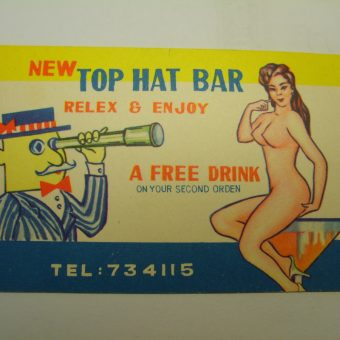 NEW TOP HAT BAR
RELEX & ENJOY
A FREE DRINK
ON YOUR SECOND ORDEN
TEL: 734115